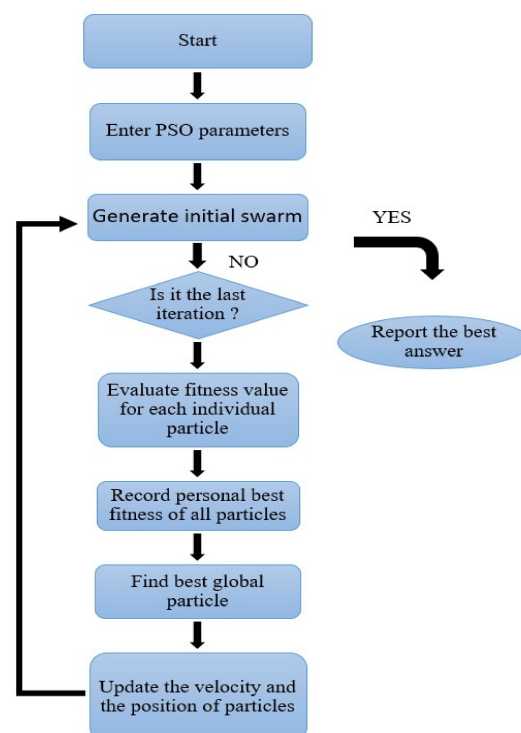 Start
Enter PSO parameters
Generate initial swarm
YES
NO
Is it the last
iteration ?
Report the best
answer
Evaluate fitness value
for each individual
particle
Record personal best
fitness of all particles
Find best global
particle
Update the velocity and
the position of particles